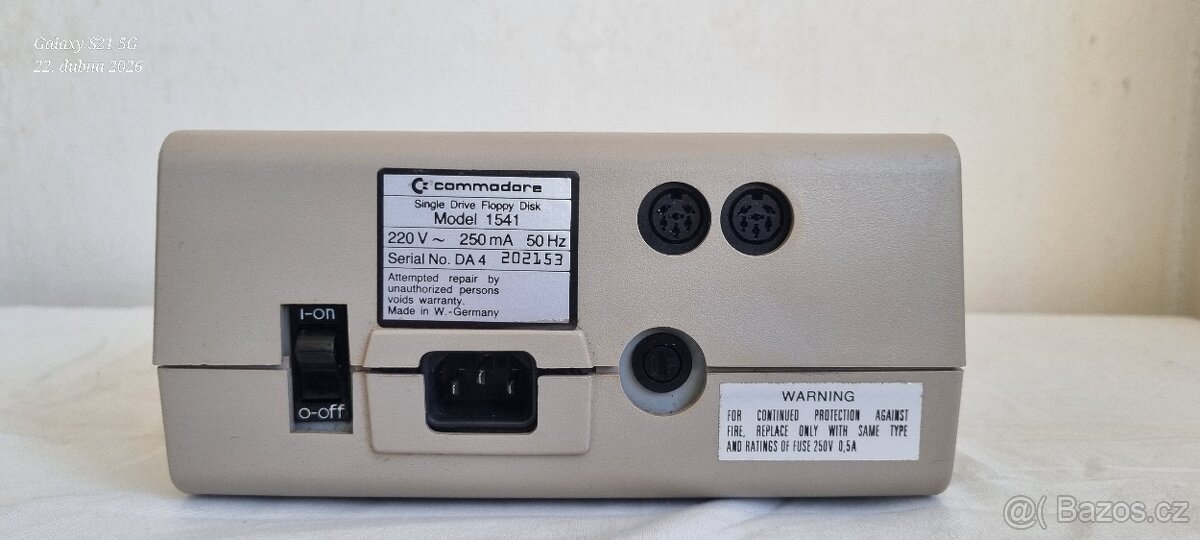 Galaxy S21 5G
22. dubna 2026
commodore
Single Drive Floppy Disk
Model 1541
220 V ~ 250 mA 50 Hz
Serial No. DA 4 202153
Attempted repair by
unauthorized persons
voids warranty.
Made in W.-Germany
I-on
O-off
WARNING
FOR CONTINUED PROTECTION AGAINST
FIRE, REPLACE ONLY WITH SAME TYPE
AND RATINGS OF FUSE 250V 0,5A
@( Bazos.cz